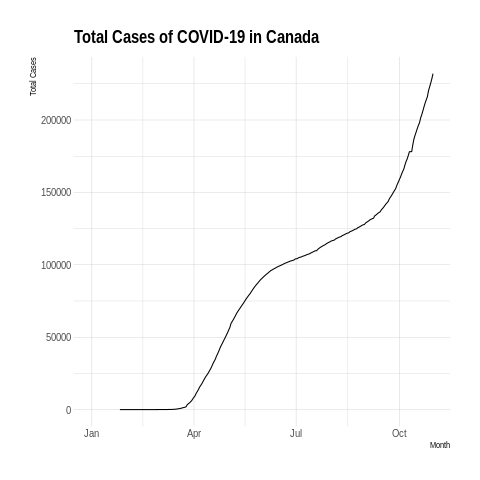 Total Cases of COVID-19 in Canada
Total Cases
200000
150000
100000
50000
0
Jan Apr Jul Oct
Month